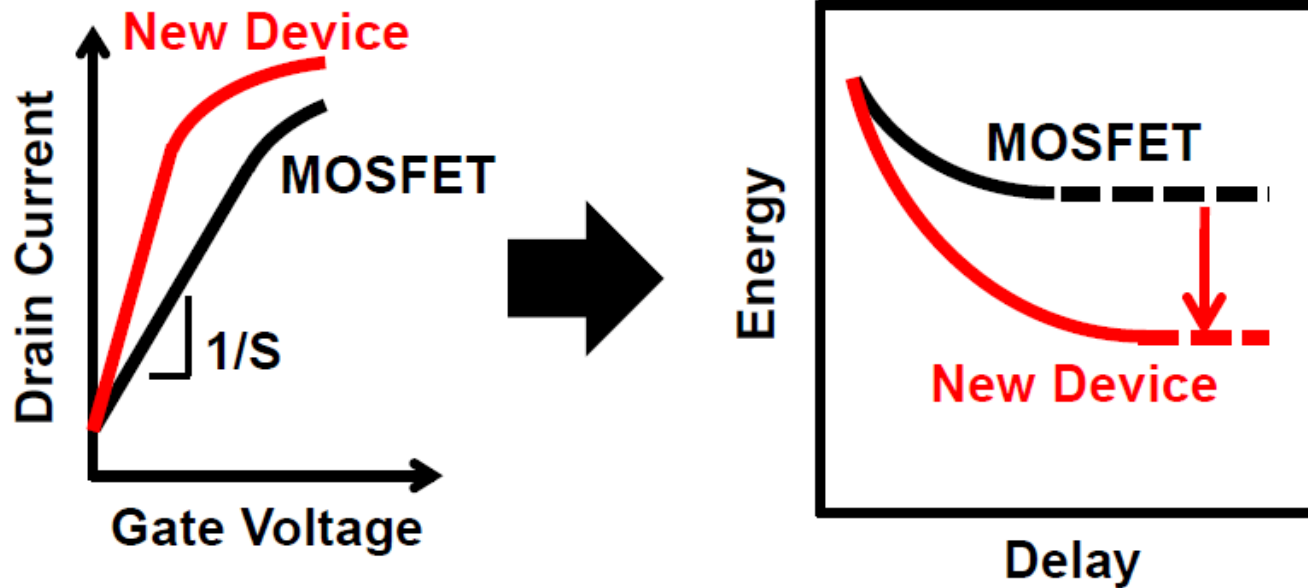 New Device
MOSFET
1/S
Drain Current
Gate Voltage
MOSFET
New Device
Energy
Delay